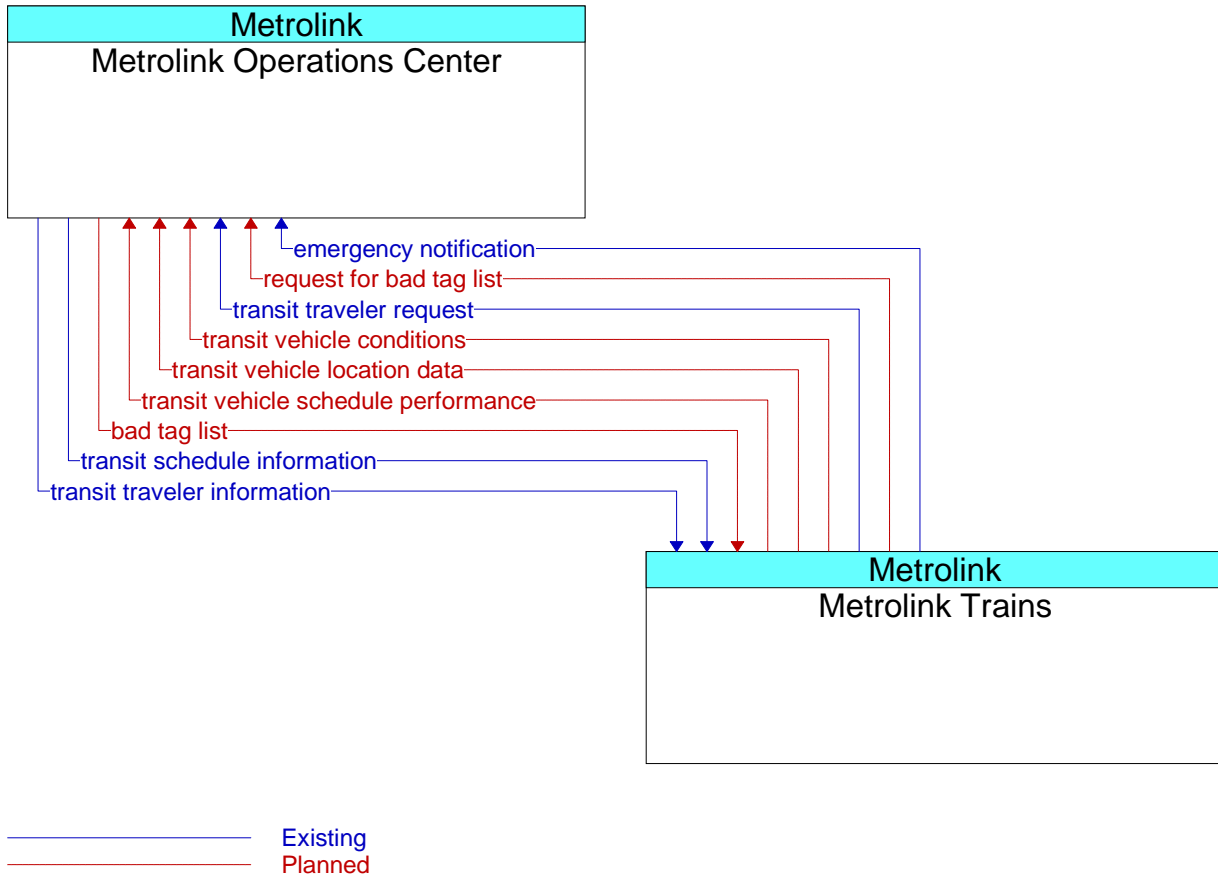 Metrolink
Metrolink Operations Center
emergency notification
request for bad tag list
transit traveler request
transit vehicle conditions
transit vehicle location data
transit vehicle schedule performance
bad tag list
transit schedule information
transit traveler information
Metrolink
Metrolink Trains
Existing
Planned